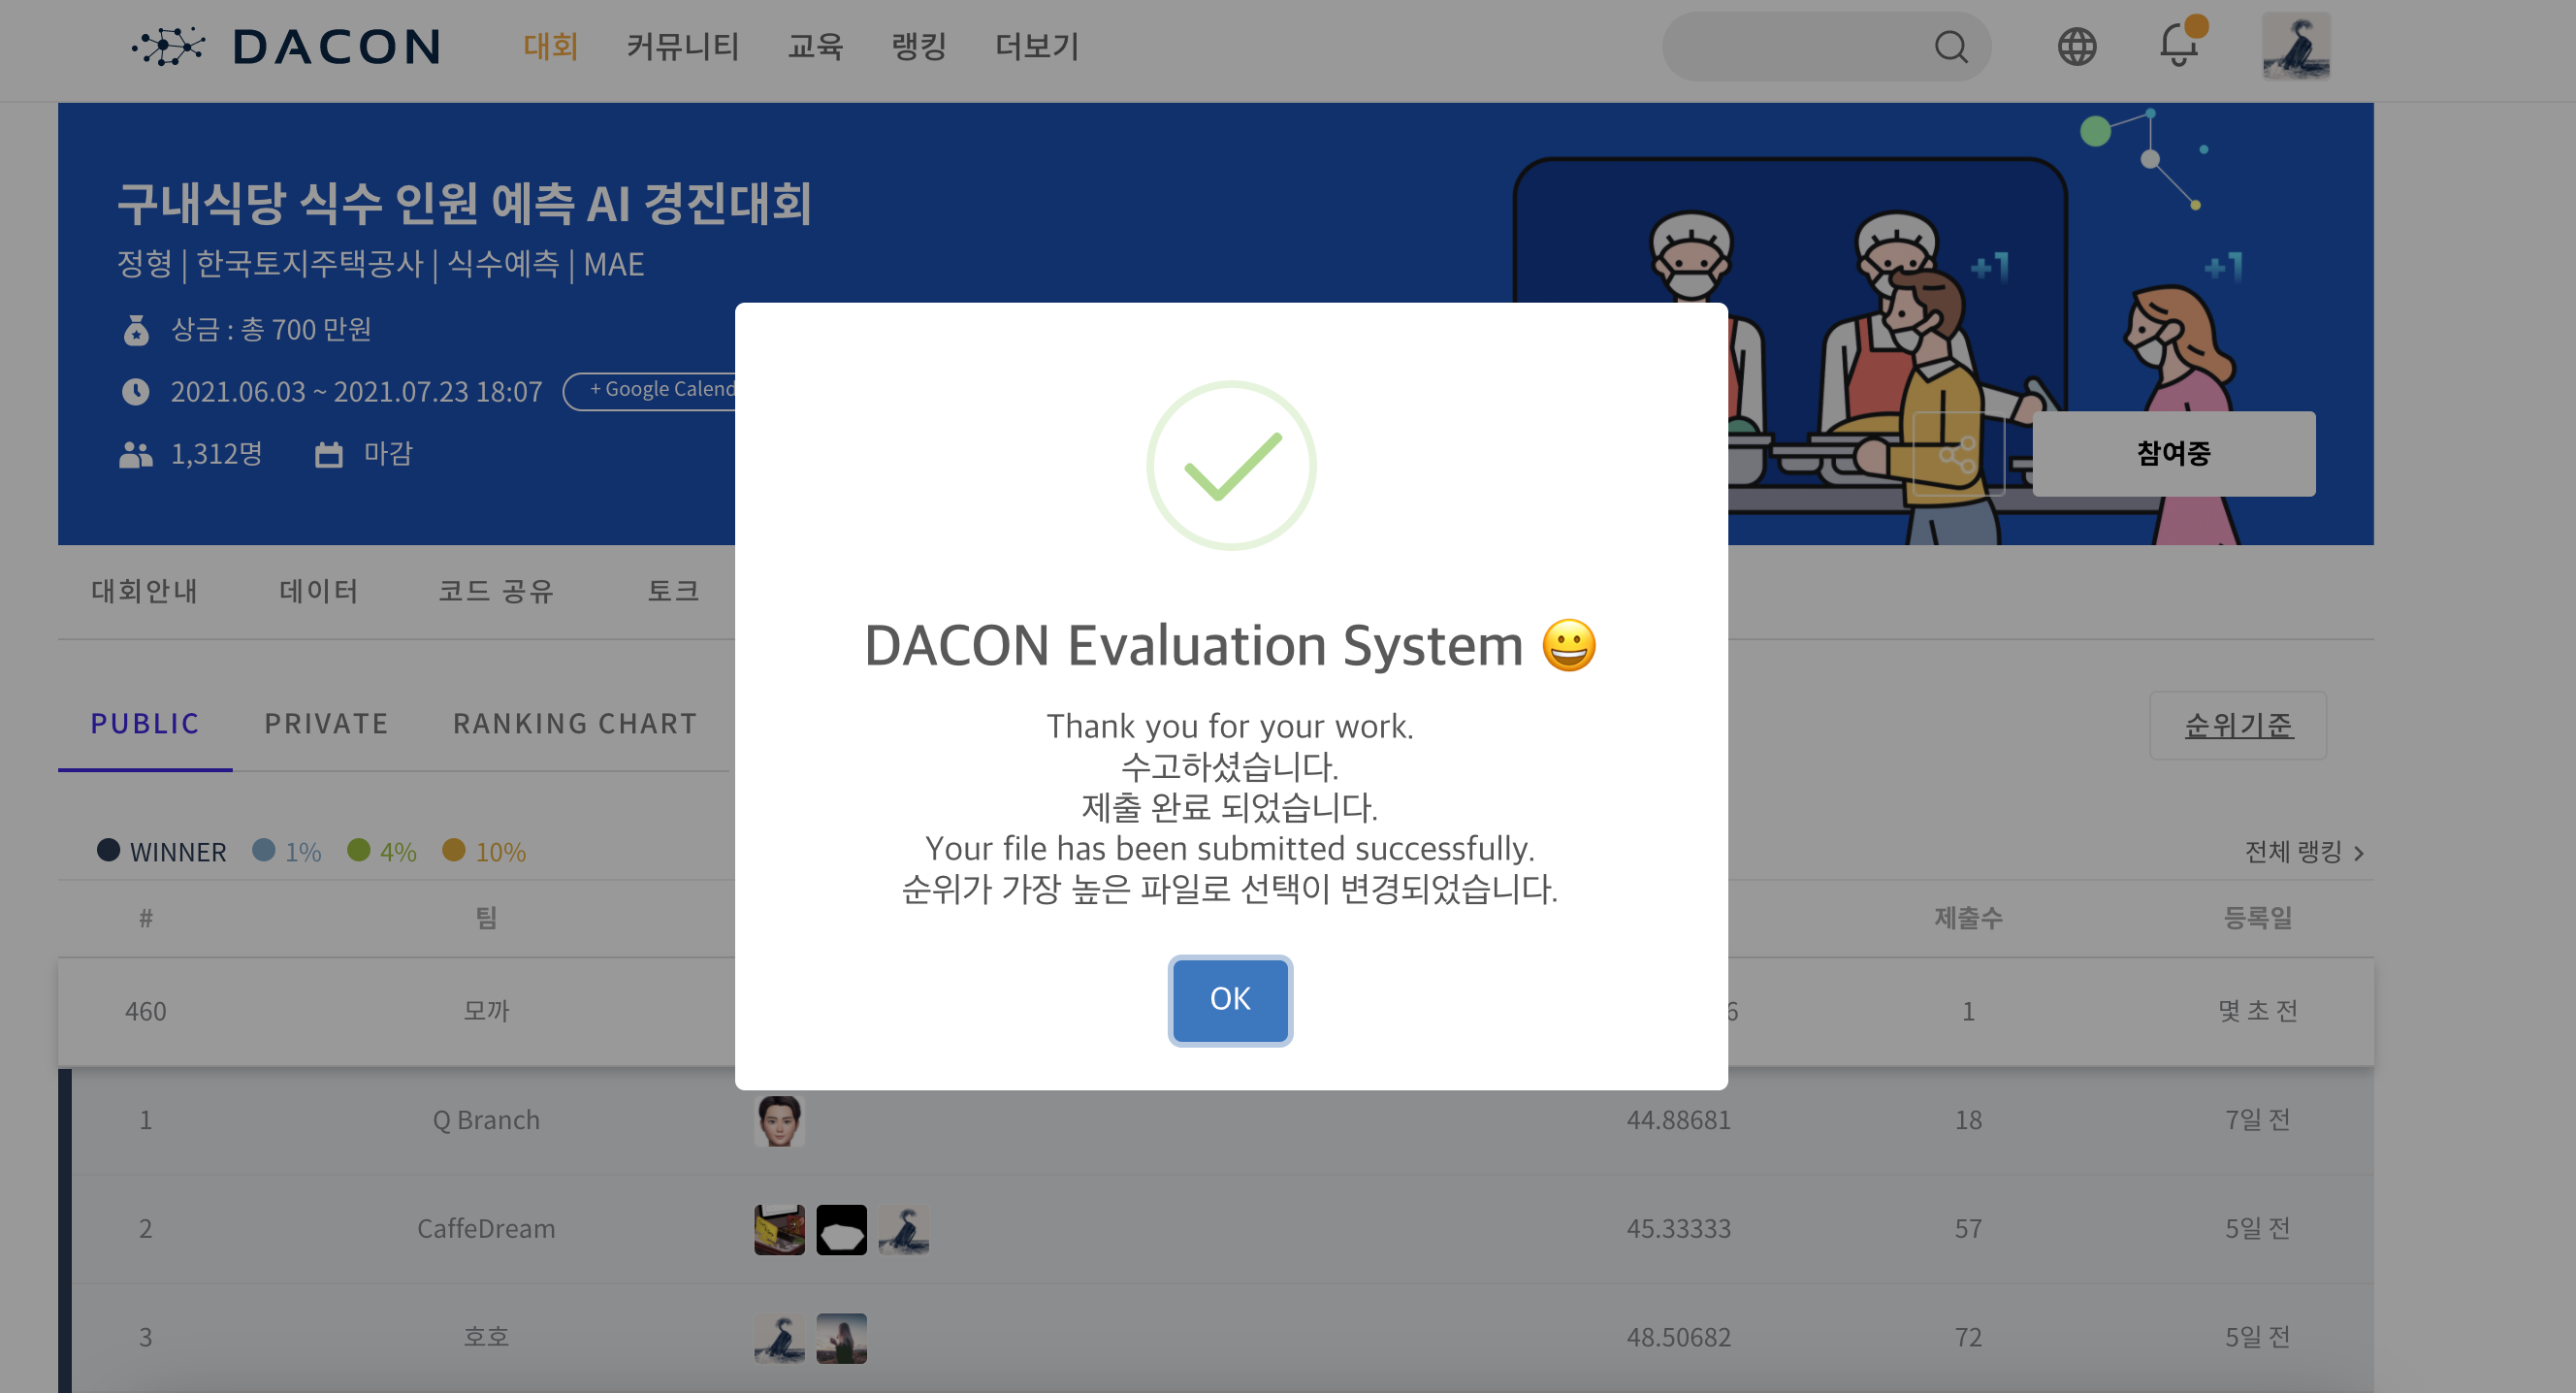 DACON 대회 커뮤니티 교육 랭킹 더보기
구내식당 식수 인원 예측 AI 경진대회
정형 | 한국토지주택공사 | 식수예측 | MAE
상금 : 총 700 만원
2021.06.03 ~ 2021.07.23 18:07 + Google Calend
1,312명 마감
+1 +1
참여중
대회안내 데이터 코드 공유 토크
DACON Evaluation System 😀
Thank you for your work.
수고하셨습니다.
제출 완료 되었습니다.
Your file has been submitted successfully.
순위가 가장 높은 파일로 선택이 변경되었습니다.
OK
PUBLIC PRIVATE RANKING CHART 순위기준
WINNER 1% 4% 10% 전체 랭킹 >
# 팀 제출수 등록일
460 모까 6 1 몇 초 전
1 Q Branch 44.88681 18 7일 전
2 CaffeDream 45.33333 57 5일 전
3 호호 48.50682 72 5일 전